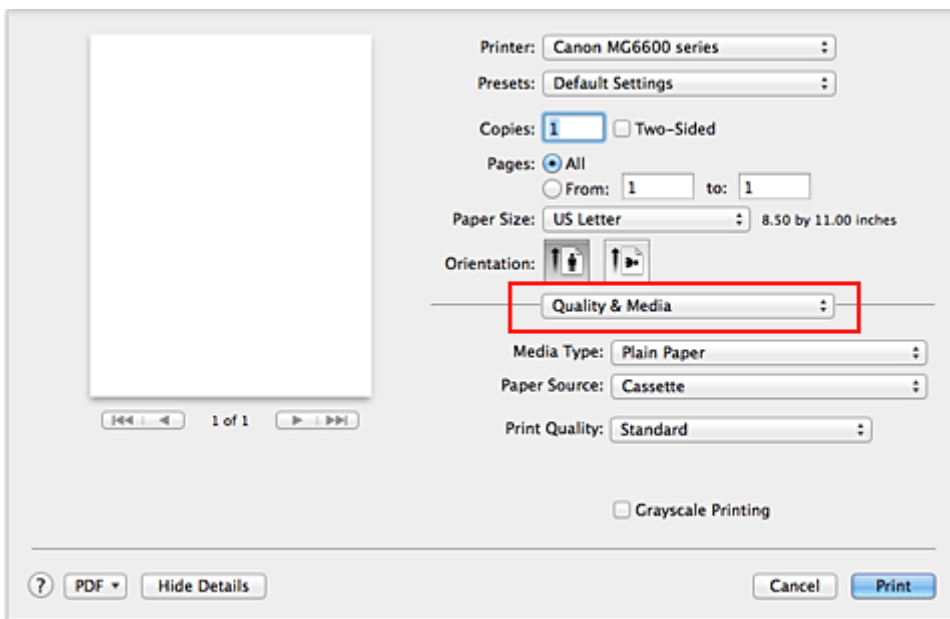 Printer: Canon MG6600 series
Presets: Default Settings
Copies: 1 Two-Sided
Pages: All
From: 1 to: 1
Paper Size: US Letter 8.50 by 11.00 inches
Orientation:
Quality & Media
Media Type: Plain Paper
Paper Source: Cassette
1 of 1
Print Quality: Standard
Grayscale Printing
? PDF Hide Details Cancel Print